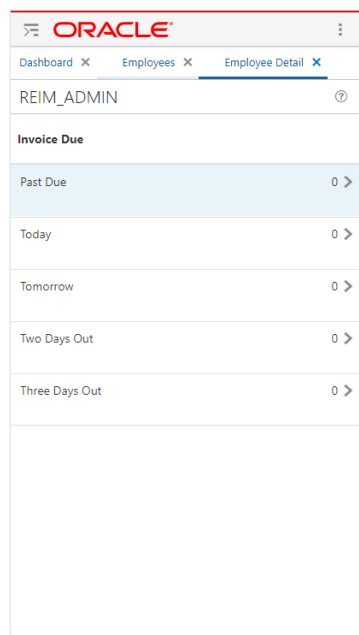 ORACLE
Dashboard Employees Employee Detail
REIM_ADMIN
Invoice Due
Past Due 0
Today 0
Tomorrow 0
Two Days Out 0
Three Days Out 0